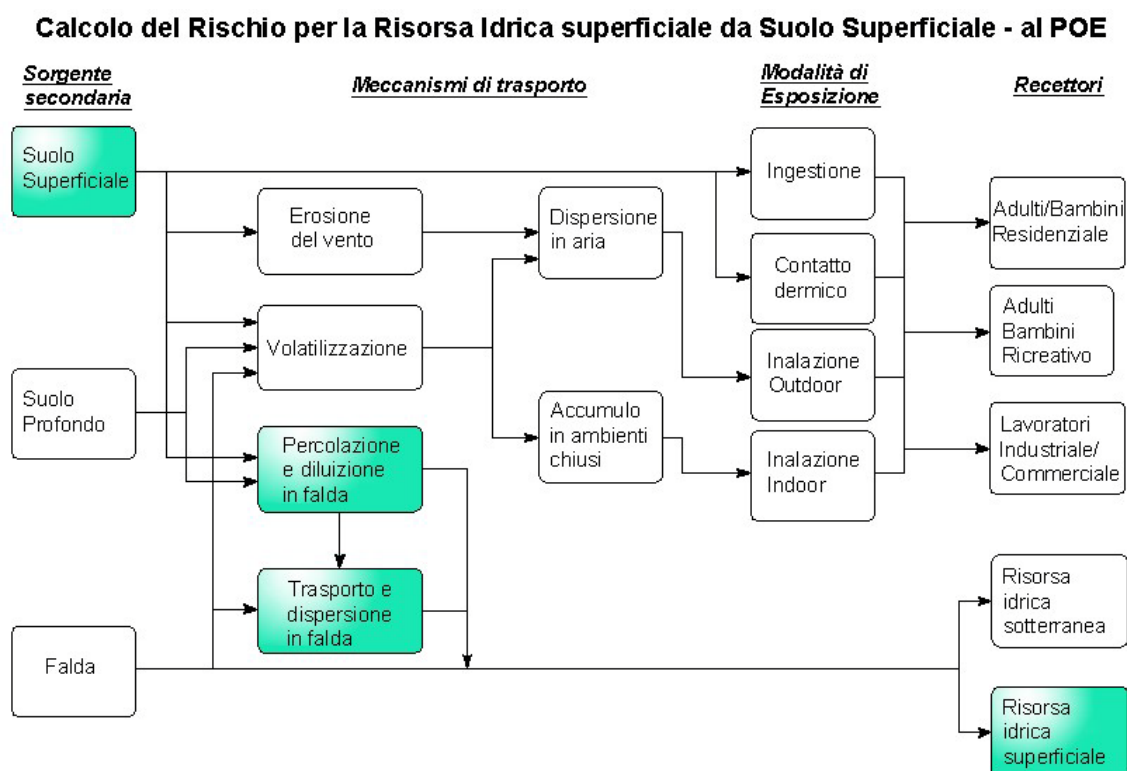 Calcolo del Rischio per la Risorsa Idrica superficiale da Suolo Superficiale - al POE
Sorgente
secondaria
Meccanismi di trasporto
Modalità di
Esposizione
Recettori
Suolo
Superficiale
Ingestione
Erosione
del vento
Dispersione
in aria
Adulti/Bambini
Residenziale
Contatto
dermico
Volatilizzazione
Adulti
Bambini
Ricreativo
Inalazione
Outdoor
Suolo
Profondo
Accumulo
in ambienti
chiusi
Lavoratori
Industriale/
Commerciale
Percolazione
e diluizione
in falda
Inalazione
Indoor
Trasporto e
dispersione
in falda
Risorsa
idrica
sotterranea
Falda
Risorsa
idrica
superficiale